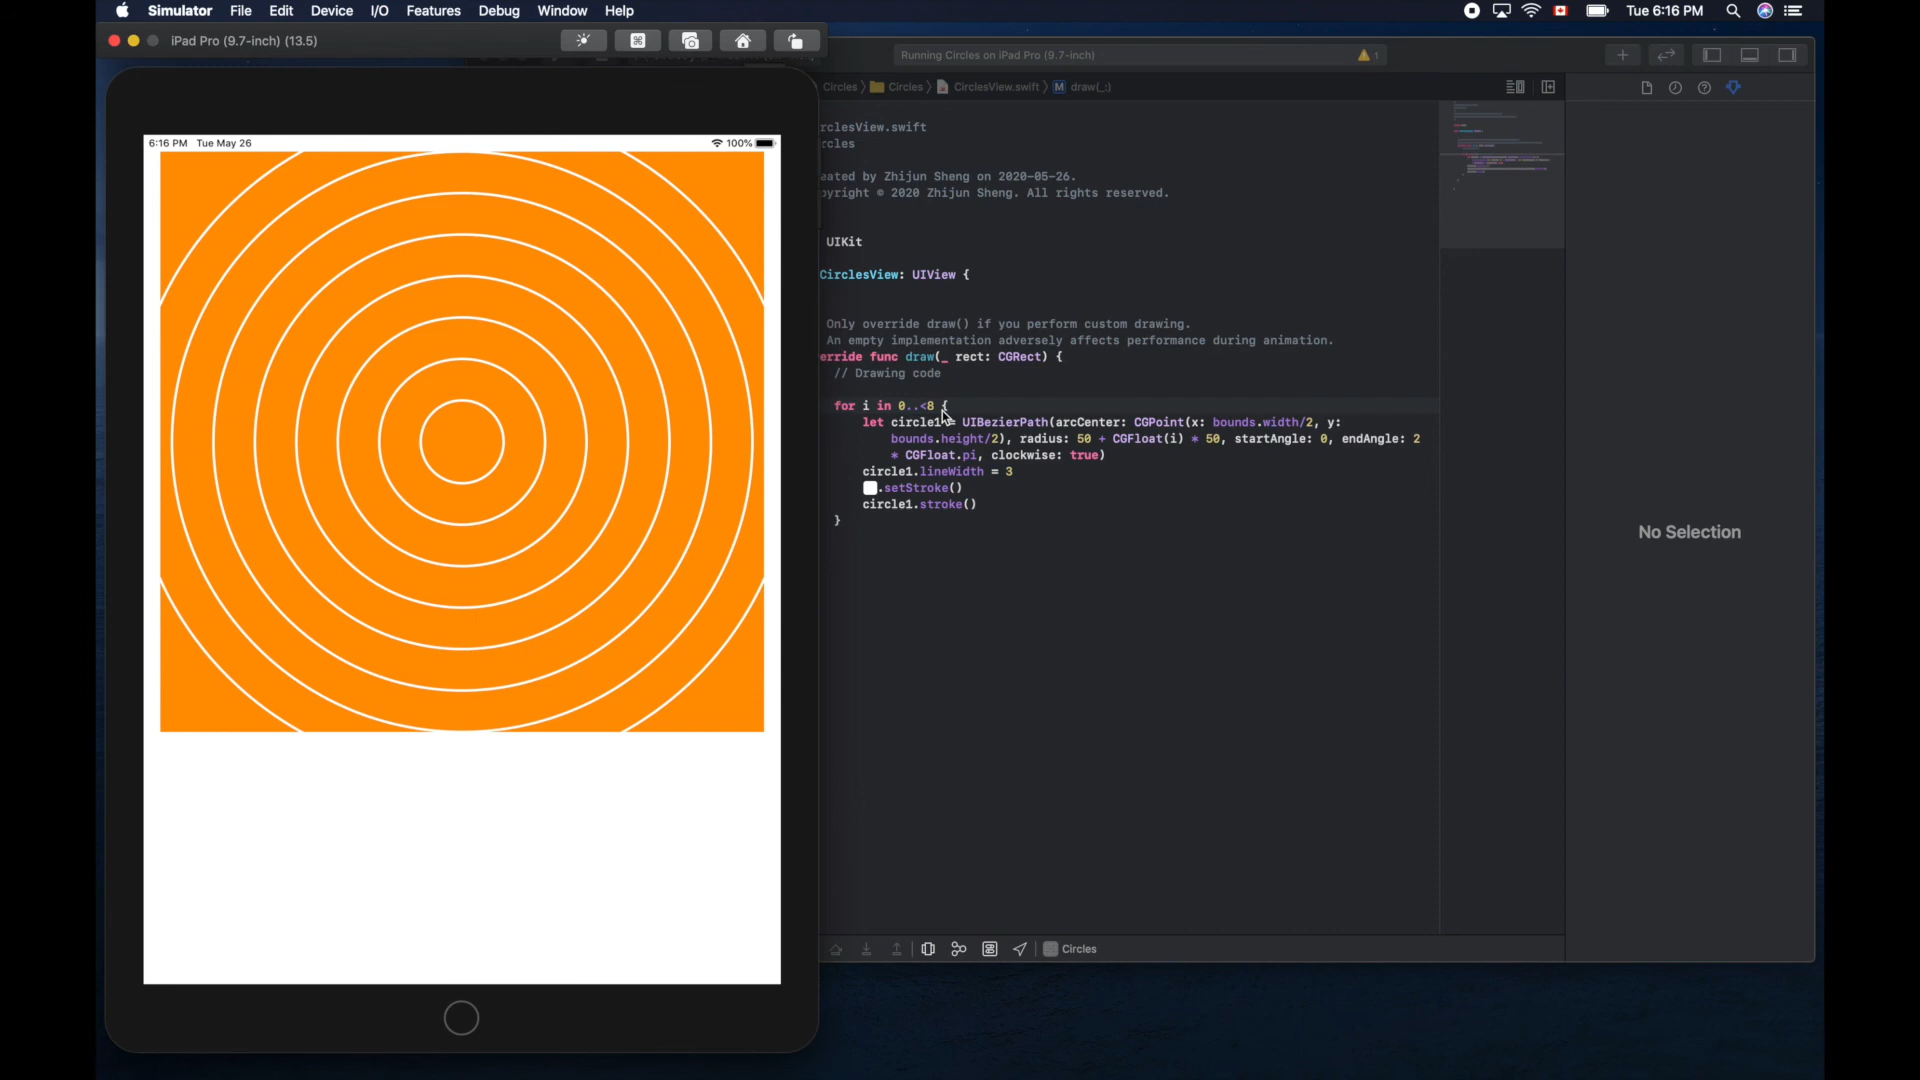 Simulator File Edit Device I/O Features Debug Window Help Tue 6:16 PM
iPad Pro (9.7-inch) (13.5)
6:16 PM Tue May 26 100%
Running Circles on iPad Pro (9.7-inch) 1
Circles Circles CirclesView.swift M draw(_:)
rclesView.swift
rcles
eated by Zhijun Sheng on 2020-05-26.
pyright © 2020 Zhijun Sheng. All rights reserved.
UIKit
CirclesView: UIView {
Only override draw() if you perform custom drawing.
An empty implementation adversely affects performance during animation.
erride func draw(_ rect: CGRect) {
// Drawing code
for i in 0..<8 {
let circle1 = UIBezierPath(arcCenter: CGPoint(x: bounds.width/2, y:
bounds.height/2), radius: 50 + CGFloat(i) * 50, startAngle: 0, endAngle: 2
* CGFloat.pi, clockwise: true)
circle1.lineWidth = 3
.setStroke()
circle1.stroke()
}
No Selection
Circles